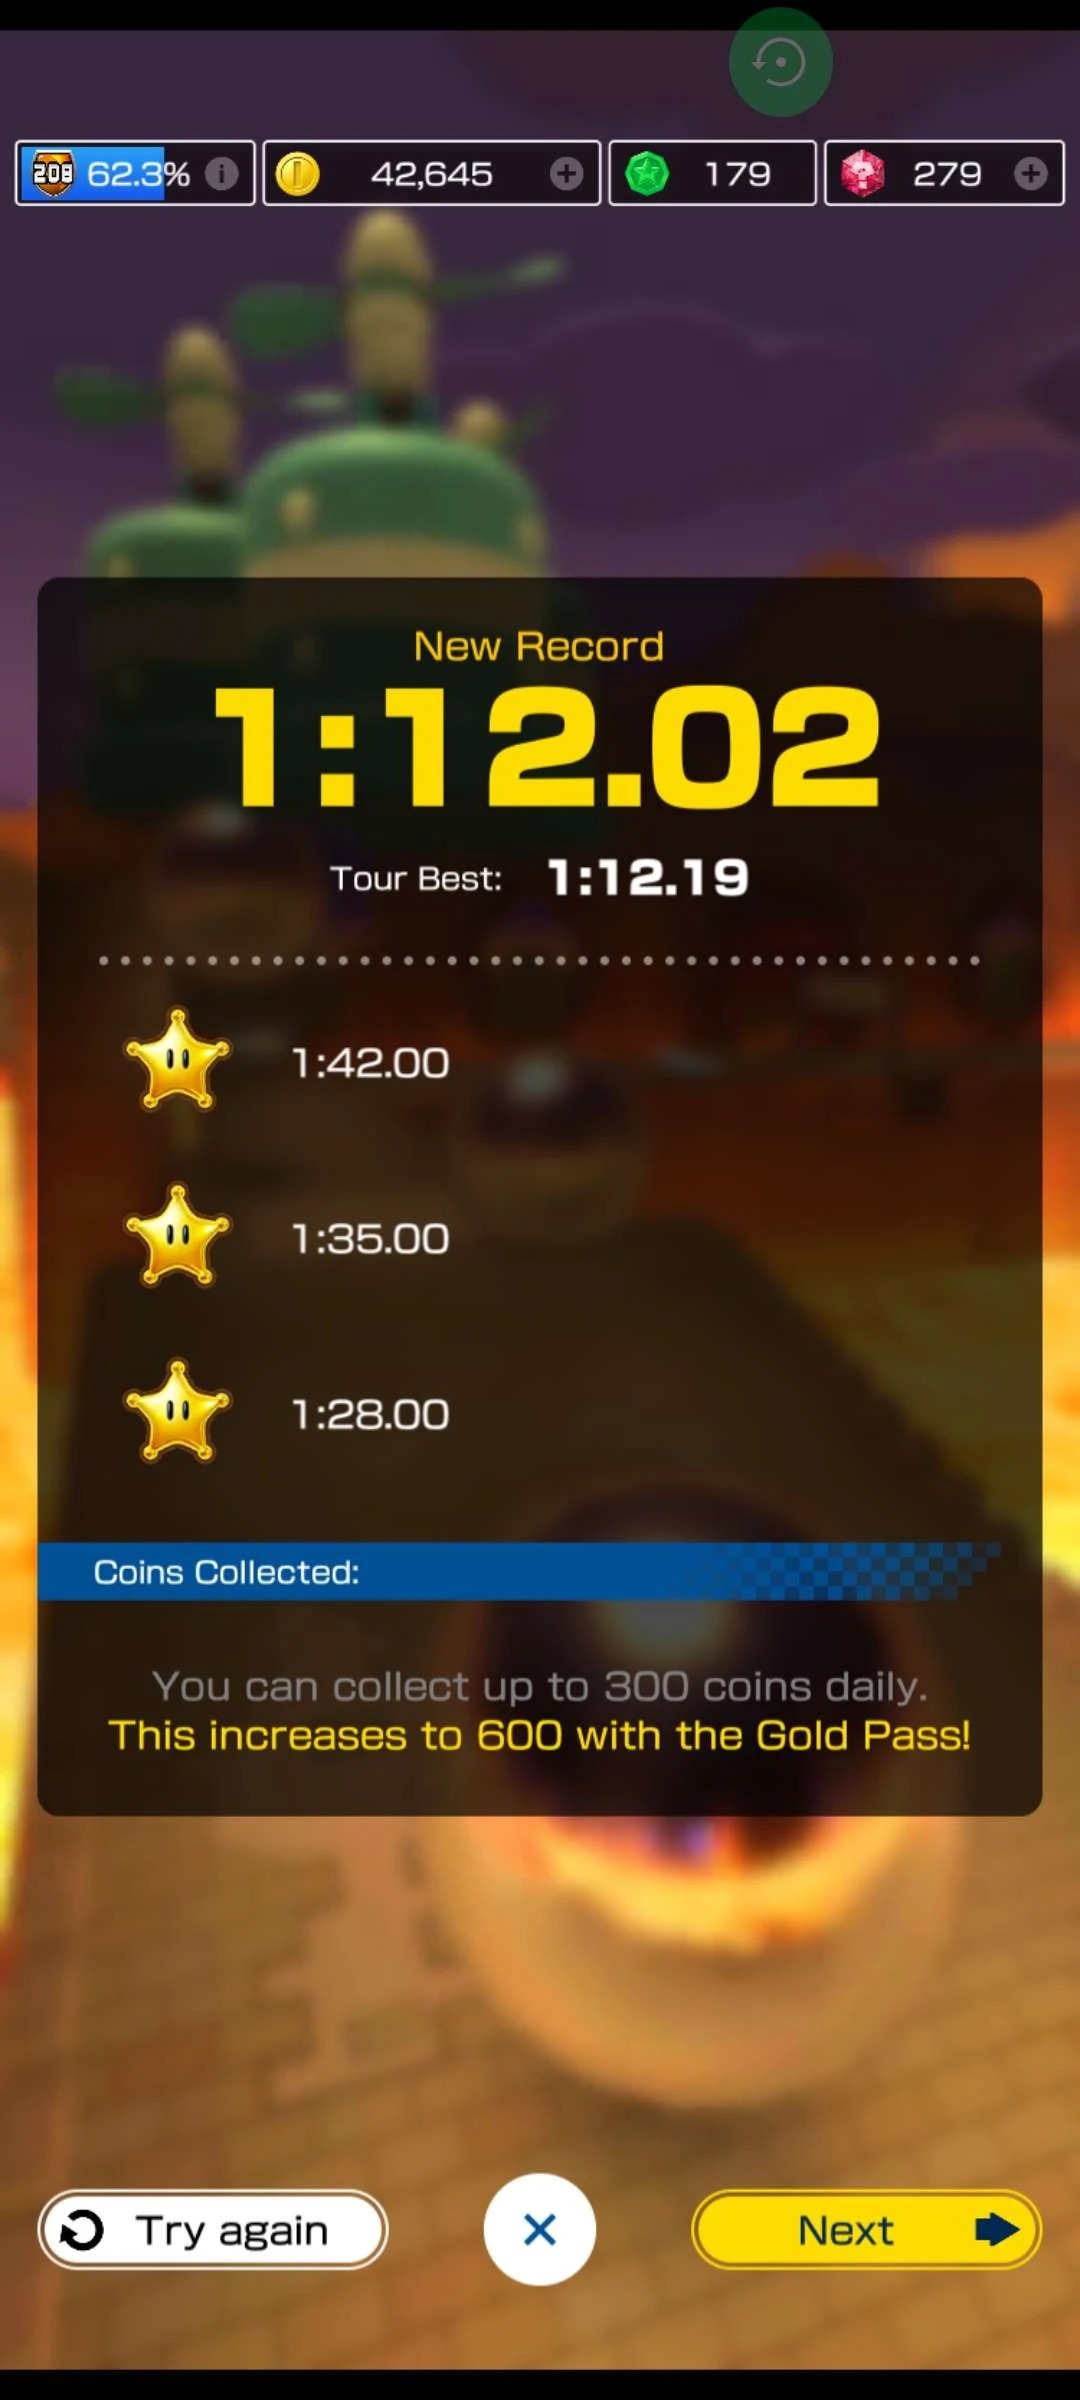 208 62.3% 42,645 179 279
New Record
1:12.02
Tour Best: 1:12.19
1:42.00
1:35.00
1:28.00
Coins Collected:
You can collect up to 300 coins daily.
This increases to 600 with the Gold Pass!
Try again Next